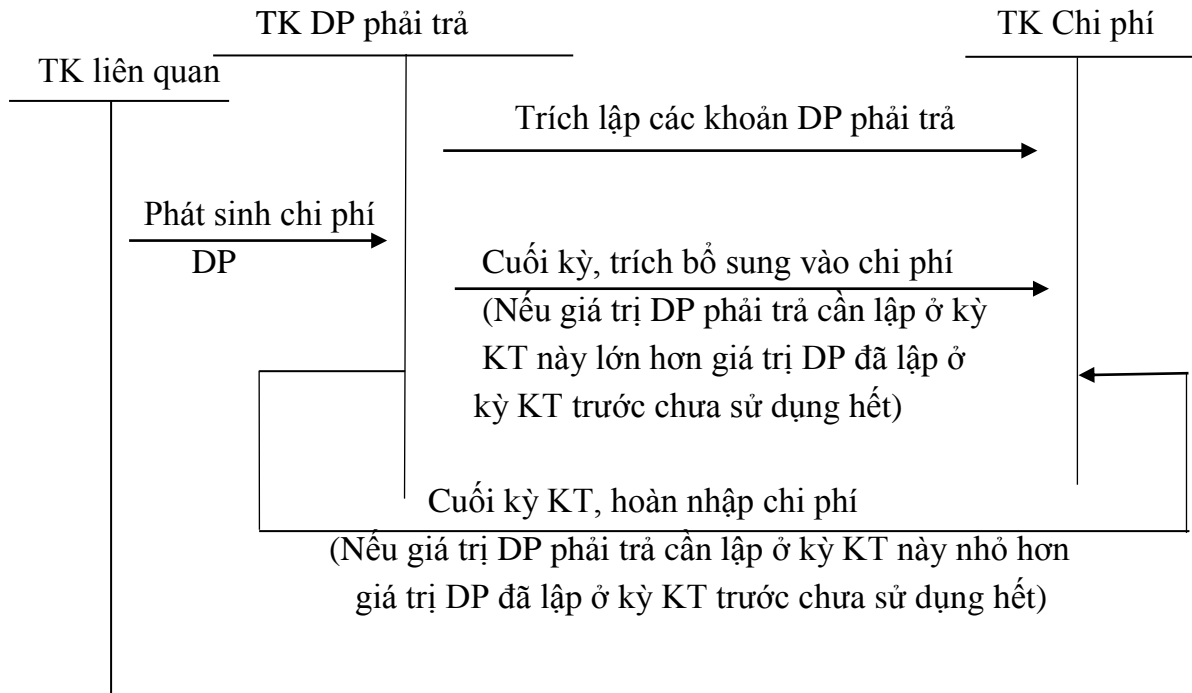 TK DP phải trả
TK Chi phí
TK liên quan
Trích lập các khoản DP phải trả
Phát sinh chi phí
DP
Cuối kỳ, trích bổ sung vào chi phí
(Nếu giá trị DP phải trả cần lập ở kỳ
KT này lớn hơn giá trị DP đã lập ở
kỳ KT trước chưa sử dụng hết)
Cuối kỳ KT, hoàn nhập chi phí
(Nếu giá trị DP phải trả cần lập ở kỳ KT này nhỏ hơn
giá trị DP đã lập ở kỳ KT trước chưa sử dụng hết)